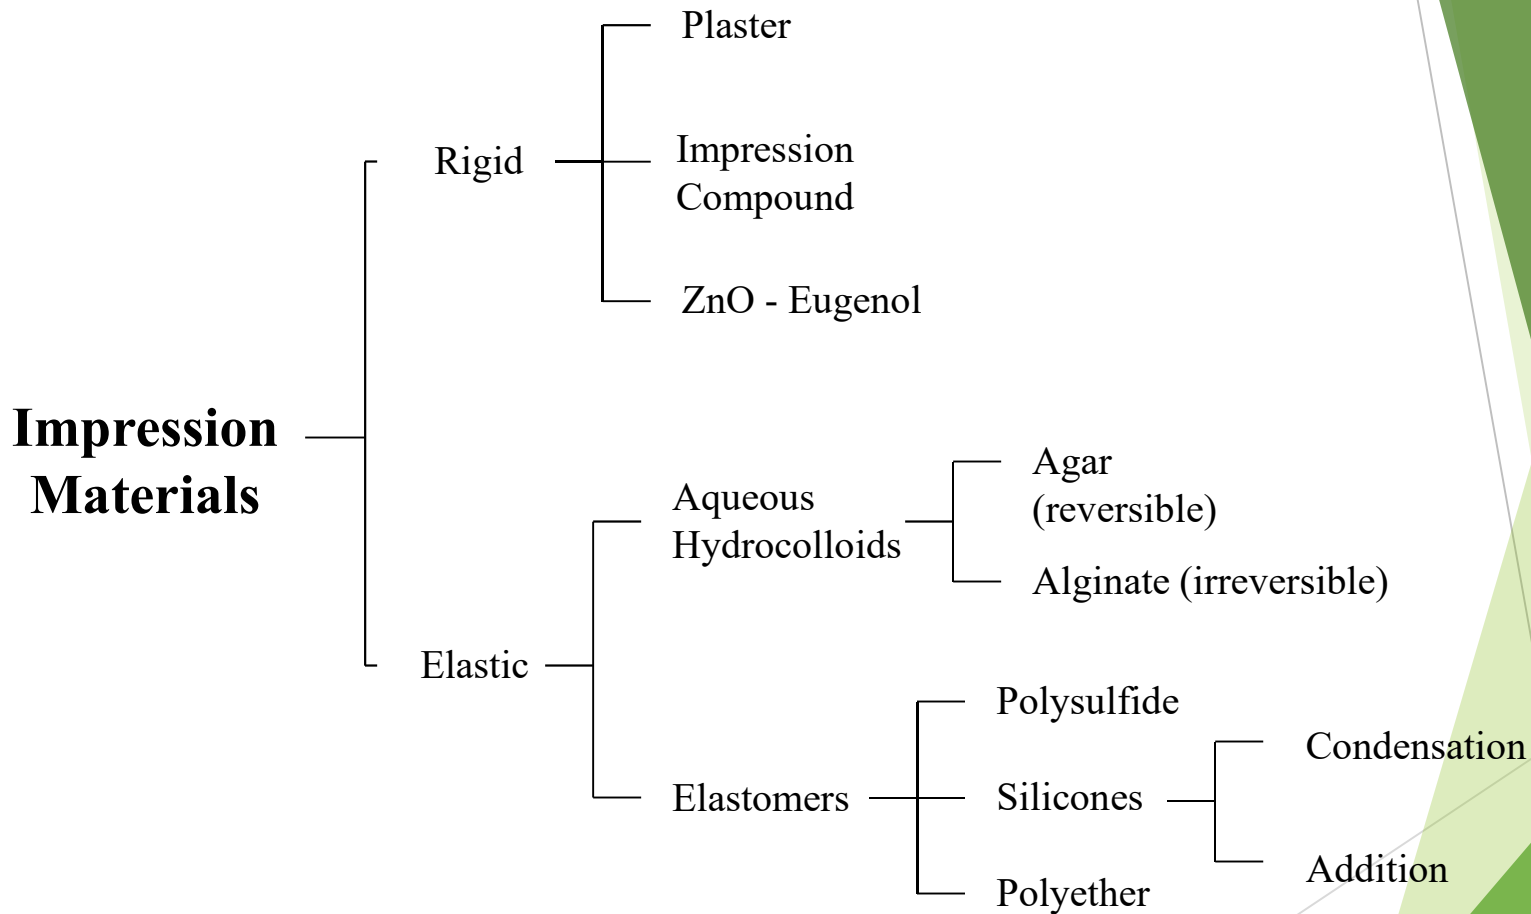 Plaster
Rigid
Impression
Compound
ZnO - Eugenol
Impression
Materials
Aqueous
Hydrocolloids
Agar
(reversible)
Alginate (irreversible)
Elastic
Elastomers
Polysulfide
Silicones
Condensation
Addition
Polyether